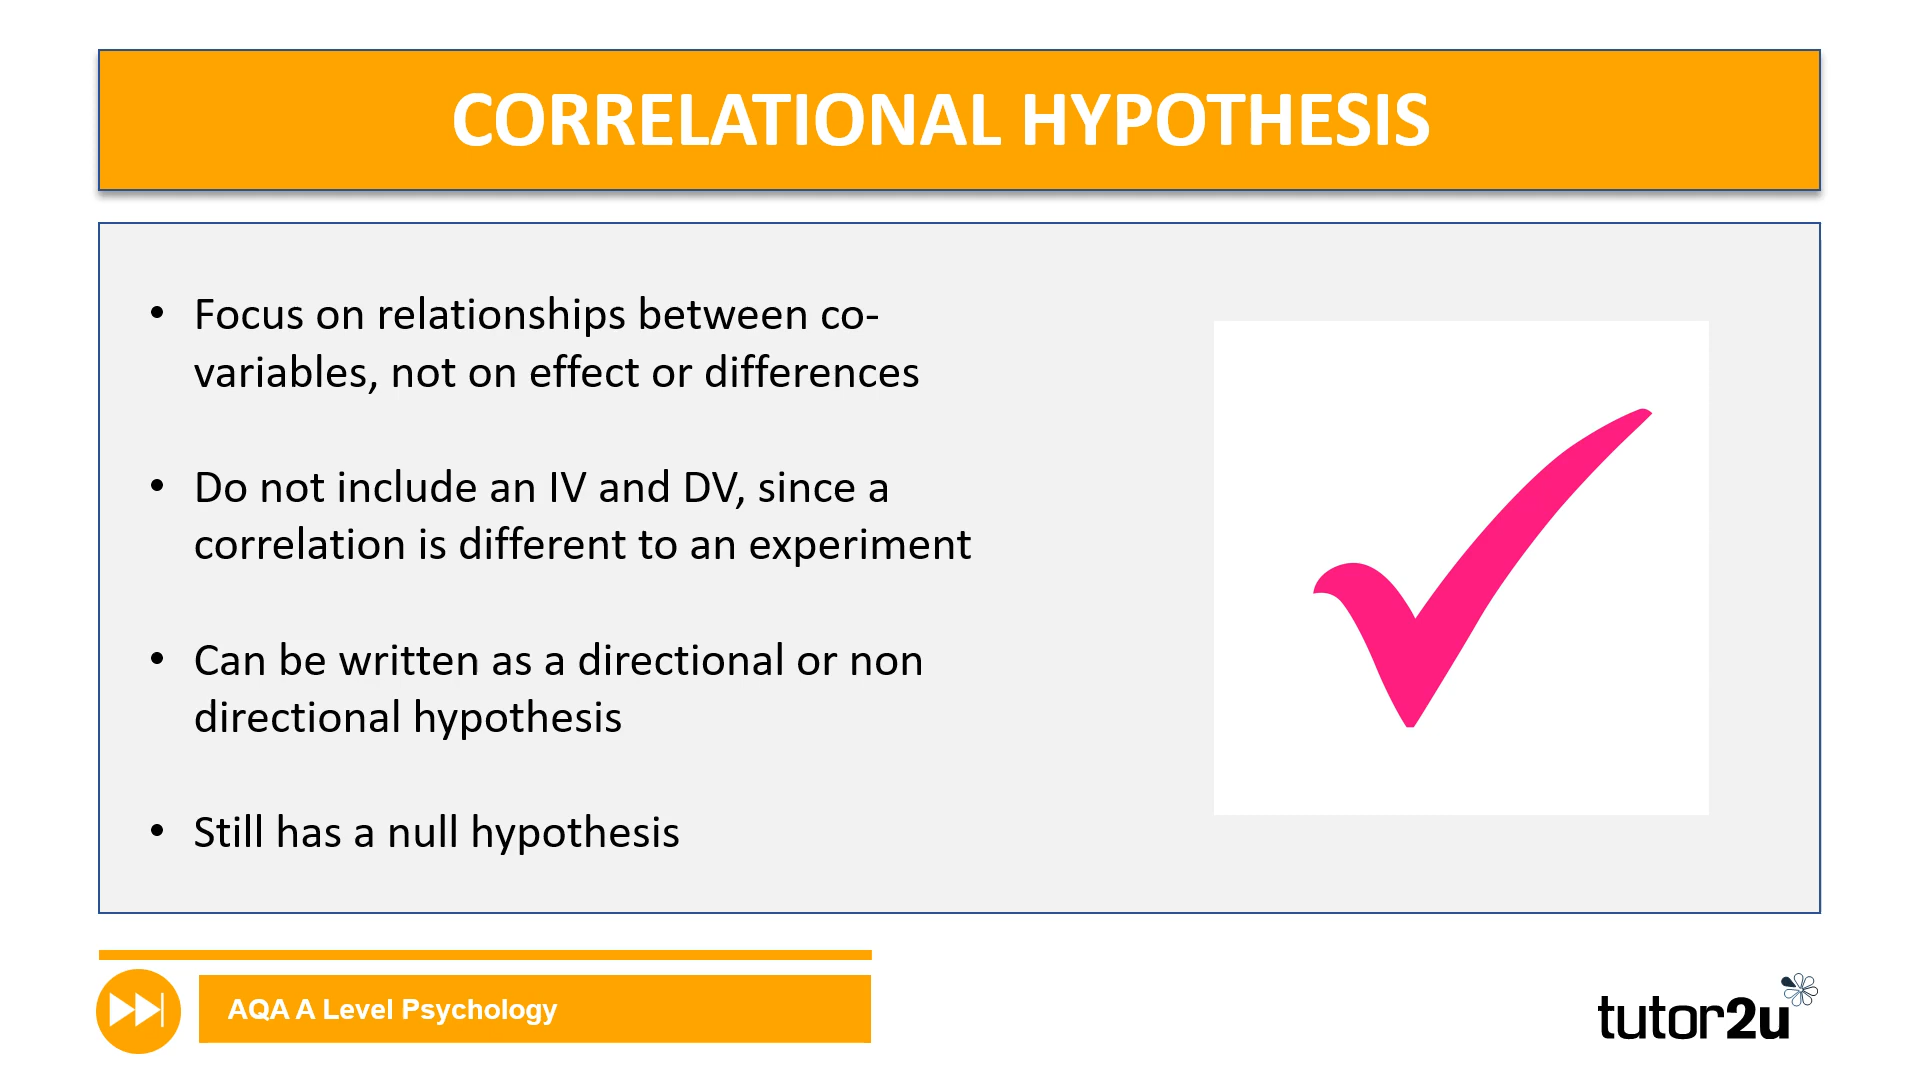 CORRELATIONAL HYPOTHESIS
• Focus on relationships between co-
variables, not on effect or differences
• Do not include an IV and DV, since a
correlation is different to an experiment
• Can be written as a directional or non
directional hypothesis
• Still has a null hypothesis
AQA A Level Psychology
tutor2u